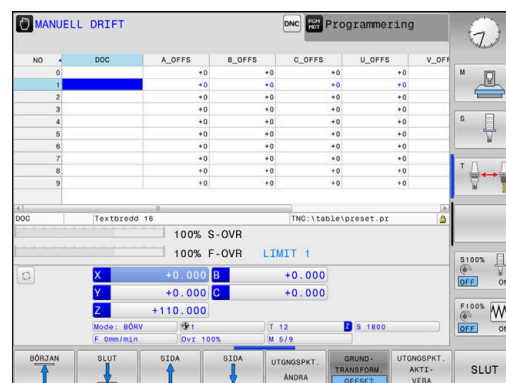 MANUELL DRIFT DNC PGM MGT Programmering
NO DOC A_OFFS B_OFFS C_OFFS U_OFFS V_OFF
0 +0 +0 +0 +0
1 +0 +0 +0 +0
2 +0 +0 +0 +0
3 +0 +0 +0 +0
4 +0 +0 +0 +0
5 +0 +0 +0 +0
6 +0 +0 +0 +0
7 +0 +0 +0 +0
8 +0 +0 +0 +0
9 +0 +0 +0 +0
DOC Textbredd 16 TNC:\table\preset.pr
100% S-OVR
100% F-OVR LIMIT 1
X +0.000 B +0.000
Y +0.000 C +0.000
Z +110.000
Mode: BÖRV 1 T 12 Z S 1800
F 0mm/min Ovr 100% M 5/9
M
S
T
S100%
OFF ON
F100%
OFF ON
BÖRJAN
SLUT
SIDA
SIDA
UTGNGSPKT.
ÄNDRA
GRUND-
TRANSFORM.
OFFSET
UTGNGSPKT.
AKTI-
VERA
SLUT